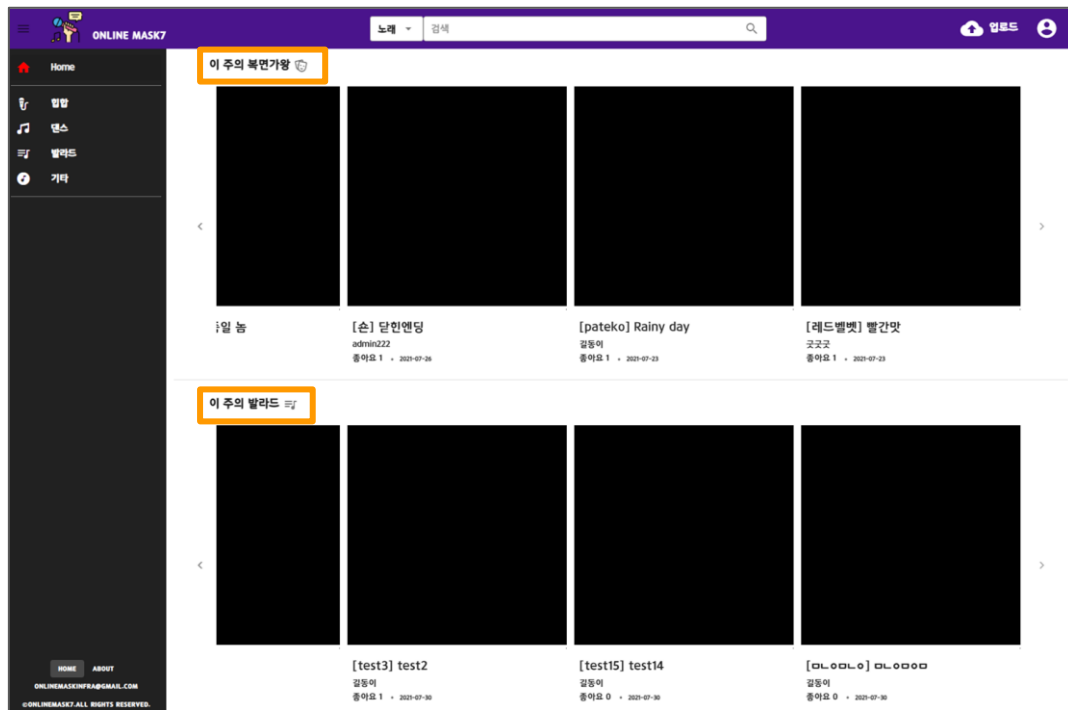 ONLINE MASK7
노래
검색
업로드
Home
힙합
댄스
발라드
기타
이 주의 복면가왕
일 놈
[숀] 닫힌엔딩
admin222
좋아요 1 • 2021-07-26
[pateko] Rainy day
길동이
좋아요 1 • 2021-07-23
[레드벨벳] 빨간맛
굿굿굿
좋아요 1 • 2021-07-23
이 주의 발라드
[test3] test2
길동이
좋아요 1 • 2021-07-30
[test15] test14
길동이
좋아요 0 • 2021-07-30
[ㅁㄴㅇㅁㄴㅇ] ㅁㄴㅇㅁㅇㅁ
길동이
좋아요 0 • 2021-07-30
HOME ABOUT
ONLINEMASKINFRA@GMAIL.COM
©ONLINEMASK7.ALL RIGHTS RESERVED.